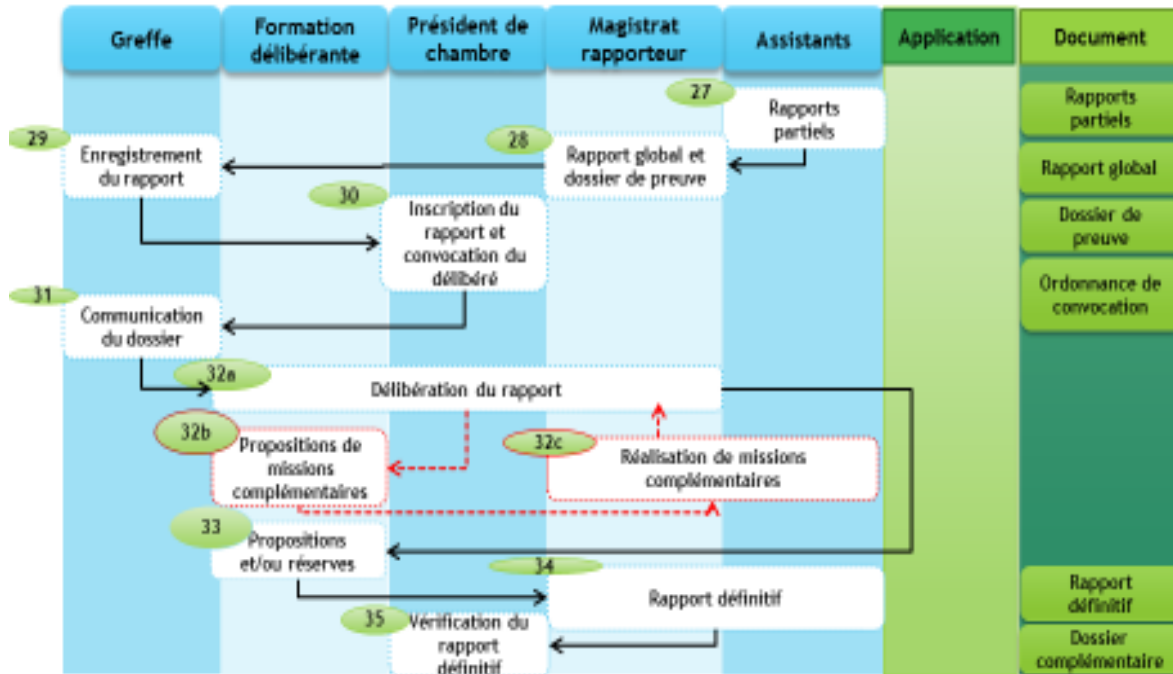 Greffe
Formation
délibérante
Président de
chambre
Magistrat
rapporteur
Assistants
Application
Document
27
Rapports
partiels
Rapports
partiels
29
Enregistrement
du rapport
28
Rapport global et
dossier de preuve
Rapport global
30
Inscription du
rapport et
convocation du
délibéré
Dossier de
preuve
31
Communication
du dossier
Ordonnance de
convocation
32a
Délibération du rapport
32b
Propositions de
missions
complémentaires
32c
Réalisation de missions
complémentaires
33
Propositions
et/ou réserves
34
Rapport définitif
Rapport
définitif
35
Vérification du
rapport
définitif
Dossier
complémentaire